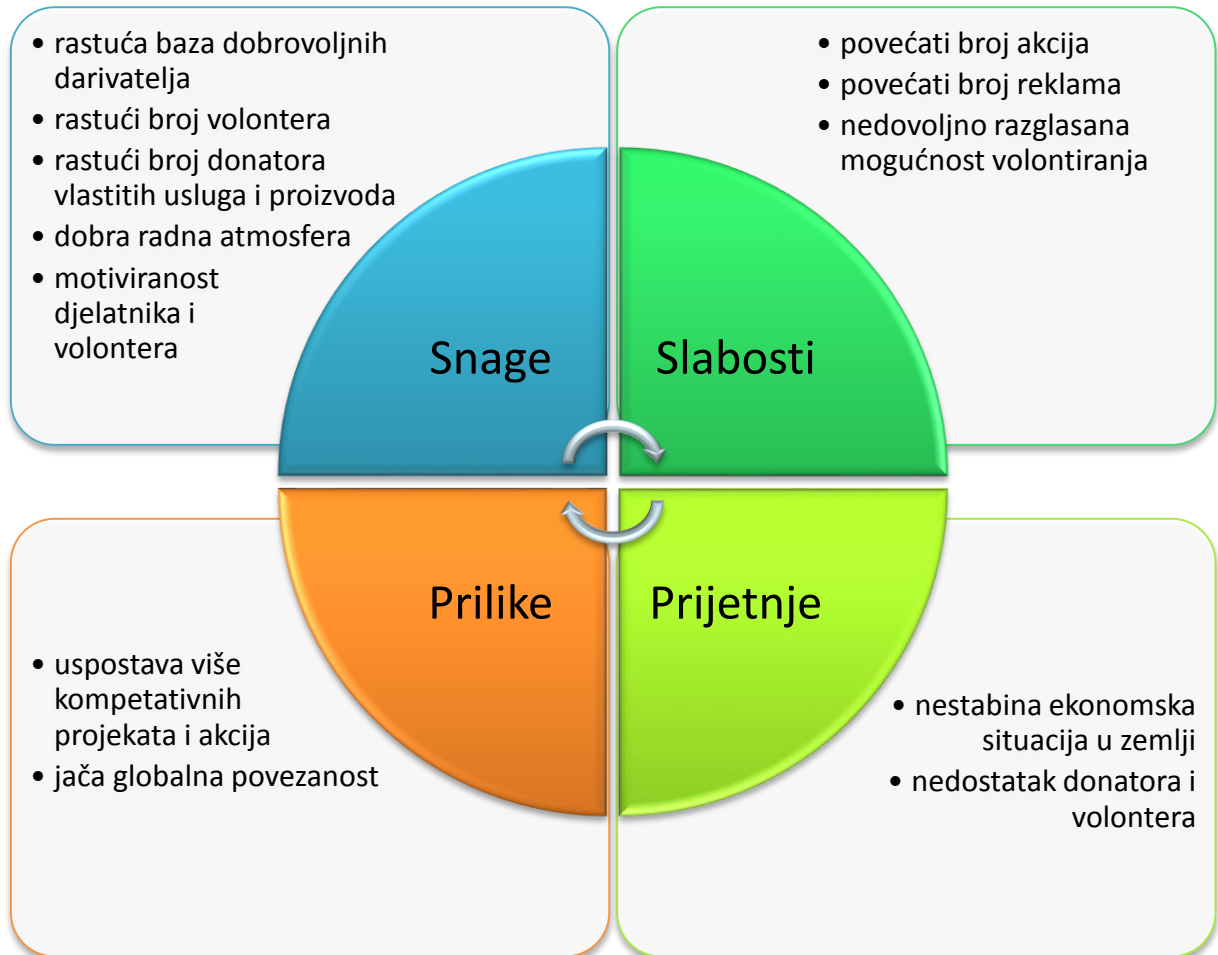 • rastuća baza dobrovoljnih
darivatelja
• rastući broj volontera
• rastući broj donatora
vlastitih usluga i proizvoda
• dobra radna atmosfera
• motiviranost
djelatnika i
volontera
• povećati broj akcija
• povećati broj reklama
• nedovoljno razglasana
mogućnost volontiranja
Snage
Slabosti
Prilike
Prijetnje
• uspostava više
kompetativnih
projekata i akcija
• jača globalna povezanost
• nestabina ekonomska
situacija u zemlji
• nedostatak donatora i
volontera